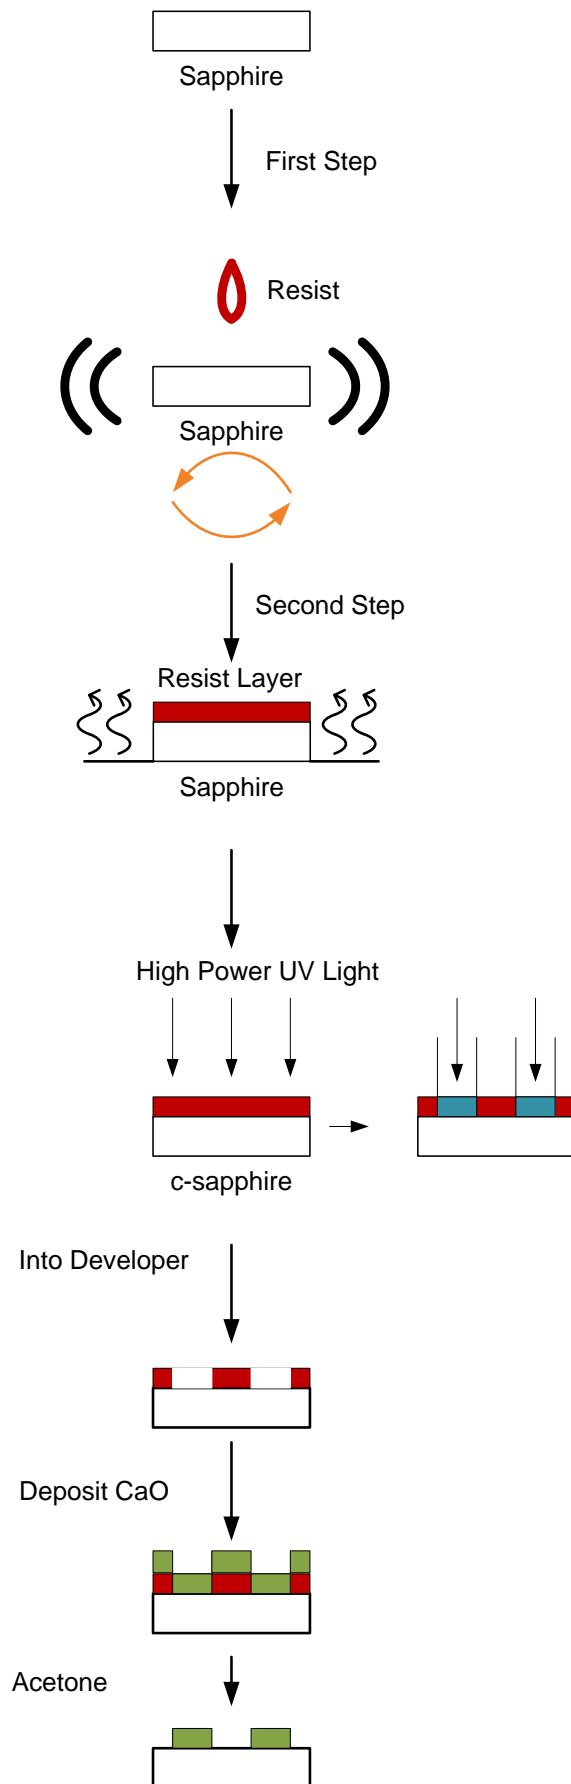 Sapphire
First Step
Resist
Sapphire
Second Step
Resist Layer
Sapphire
High Power UV Light
c-sapphire
Into Developer
Deposit CaO
Acetone